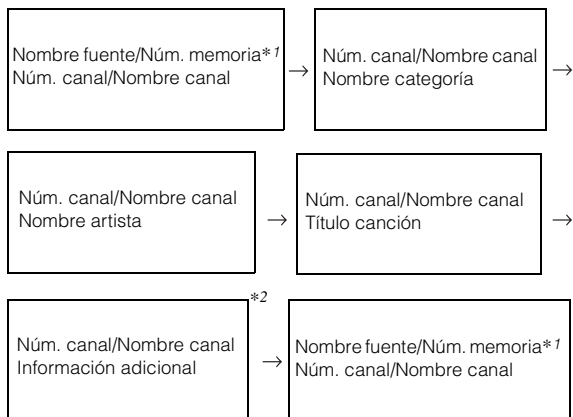 Nombre fuente/Núm. memoria*1
Núm. canal/Nombre canal
→
Núm. canal/Nombre canal
Nombre categoría
→
Núm. canal/Nombre canal
Nombre artista
→
Núm. canal/Nombre canal
Título canción
→
*2
Núm. canal/Nombre canal
Información adicional
→
Nombre fuente/Núm. memoria*1
Núm. canal/Nombre canal